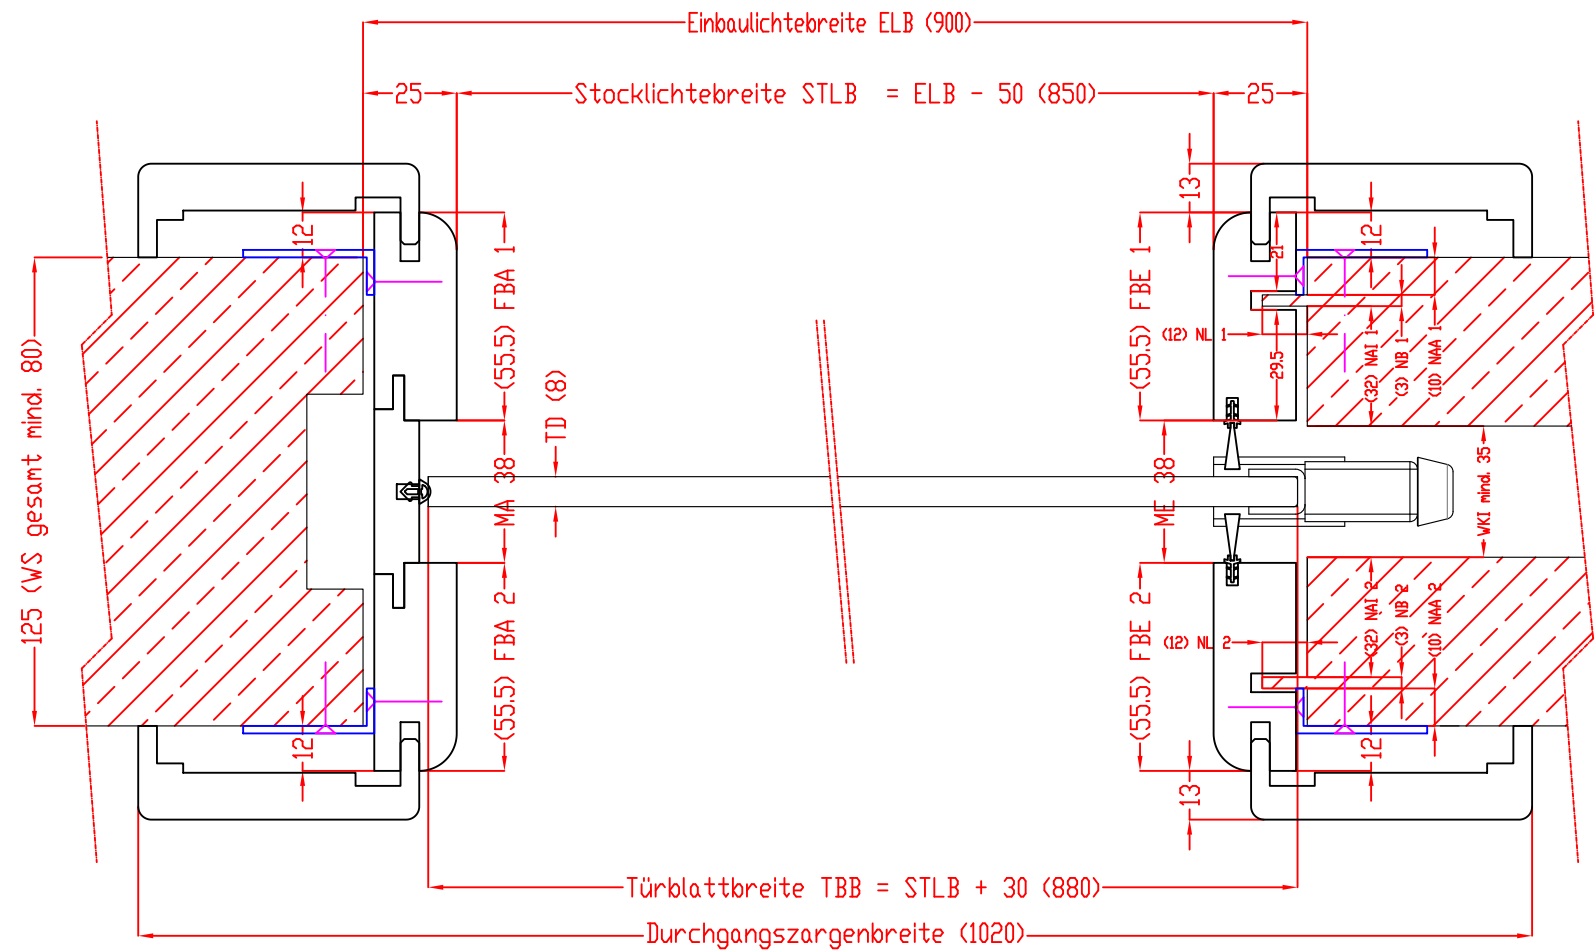 Einbaulichtebreite ELB (900)
25
Stocklichtebreite STLB = ELB - 50 (850)
25
13
12
12
21
(55.5) FBA 1
(55.5) FBE 1
(12) NL 1
29.5
(32) NAI 1
(3) NB 1
(10) NAA 1
125 (WS gesamt mind. 80)
TD (8)
MA 38
ME 38
WKI mind. 35
(55.5) FBA 2
(55.5) FBE 2
(12) NL 2
(32) NAI 2
(3) NB 2
(10) NAA 2
12
12
13
Türblattbreite TBB = STLB + 30 (880)
Durchgangszargenbreite (1020)